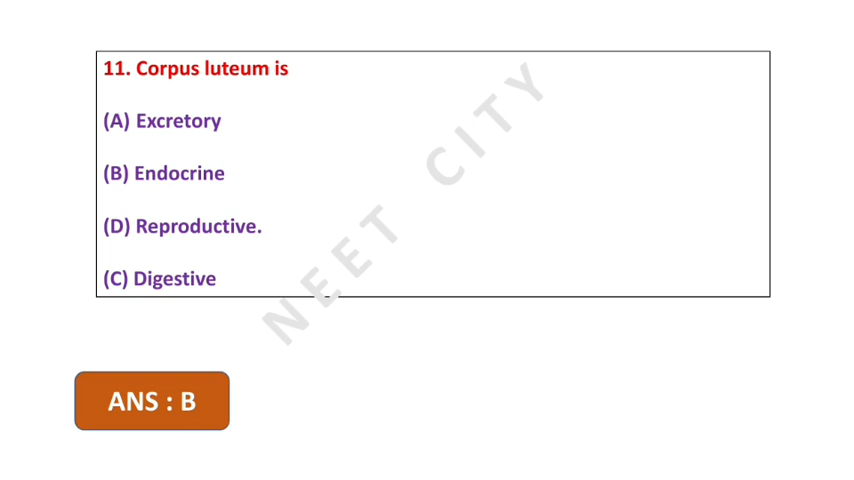 11. Corpus luteum is
(A) Excretory
(B) Endocrine
(D) Reproductive.
(C) Digestive
NEET CITY
ANS : B